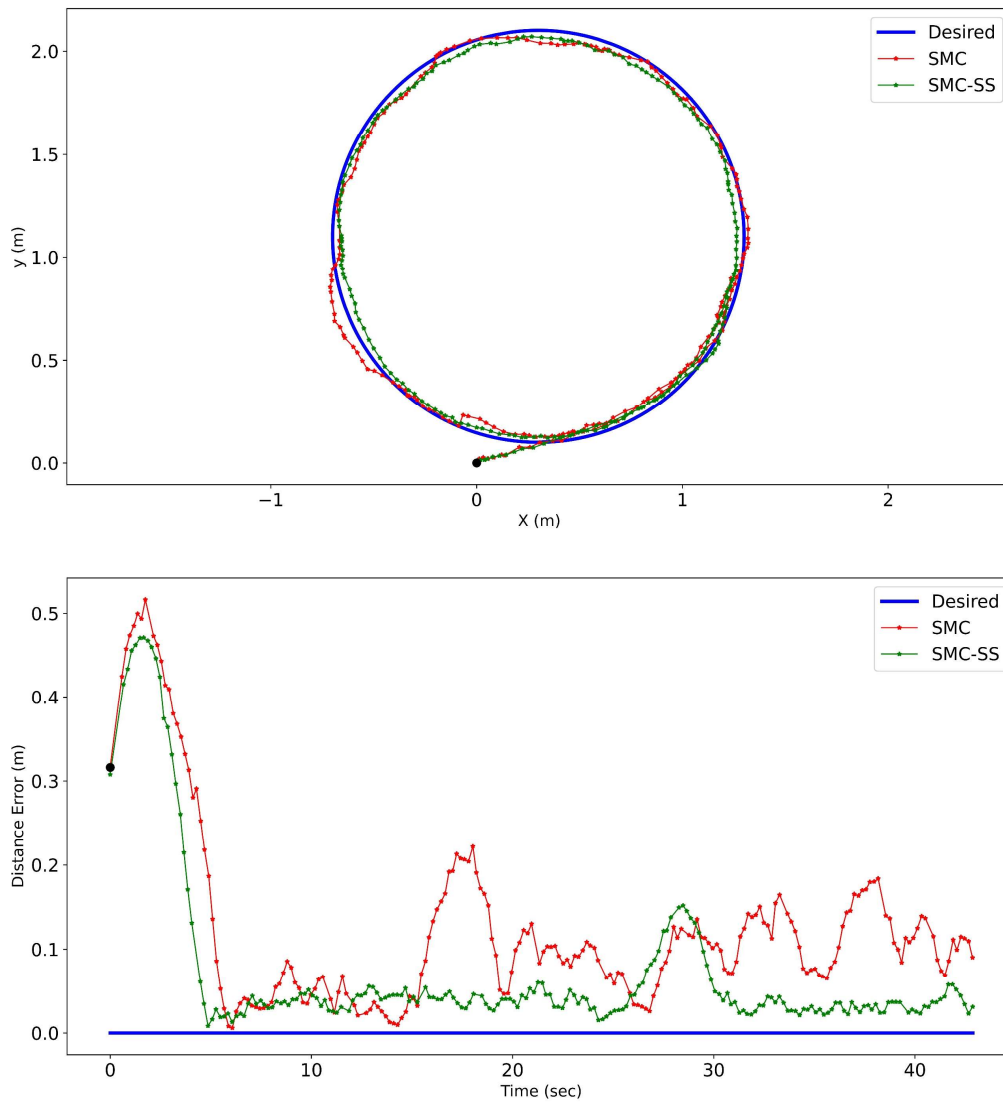 2.0
1.5
1.0
0.5
0.0
y (m)
Desired
SMC
SMC-SS
−1
0
1
2
X (m)
0.5
0.4
0.3
0.2
0.1
0.0
Distance Error (m)
Desired
SMC
SMC-SS
0
10
20
30
40
Time (sec)